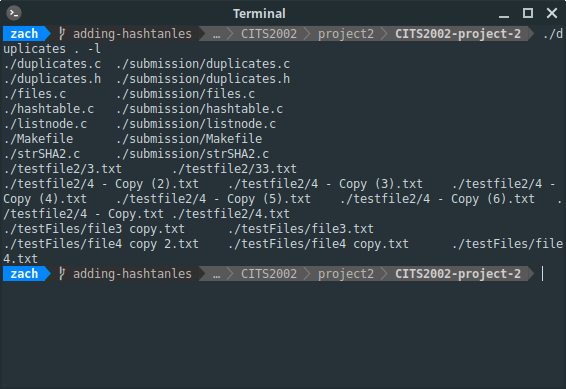 Terminal
zach adding-hashtanles … CITS2002 project2 CITS2002-project-2 ./d
uplicates . -l
./duplicates.c ./submission/duplicates.c
./duplicates.h ./submission/duplicates.h
./files.c ./submission/files.c
./hashtable.c ./submission/hashtable.c
./listnode.c ./submission/listnode.c
./Makefile ./submission/Makefile
./strSHA2.c ./submission/strSHA2.c
./testfile2/3.txt ./testfile2/33.txt
./testfile2/4 - Copy (2).txt ./testfile2/4 - Copy (3).txt ./testfile2/4 -
Copy (4).txt ./testfile2/4 - Copy (5).txt ./testfile2/4 - Copy (6).txt .
/testfile2/4 - Copy.txt ./testfile2/4.txt
./testFiles/file3 copy.txt ./testFiles/file3.txt
./testFiles/file4 copy 2.txt ./testFiles/file4 copy.txt ./testFiles/file
4.txt
zach adding-hashtanles … CITS2002 project2 CITS2002-project-2